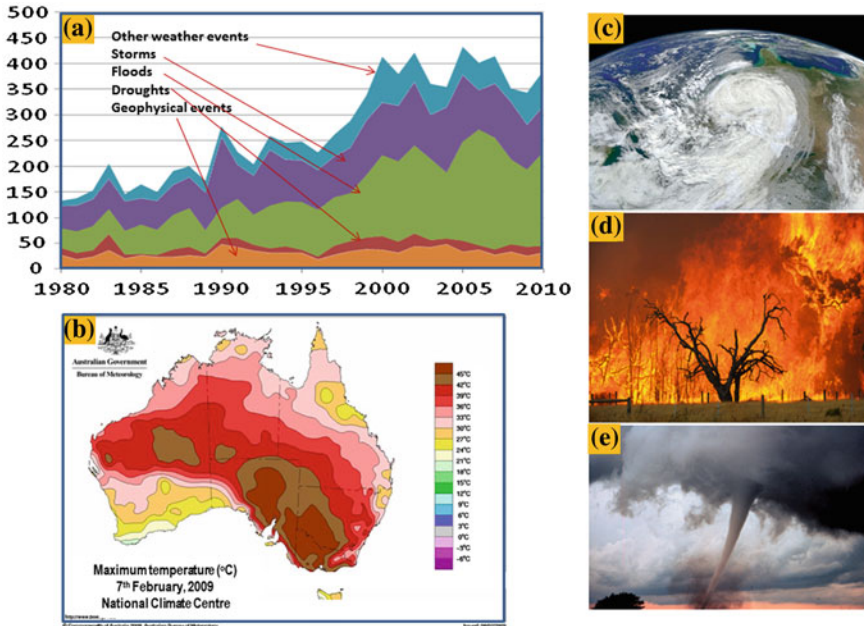 (a)
500
450
400
350
300
250
200
150
100
50
0
1980 1985 1990 1995 2000 2005 2010
Other weather events
Storms
Floods
Droughts
Geophysical events
(b)
Australian Government
Bureau of Meteorology
45°C
42°C
39°C
36°C
33°C
30°C
27°C
24°C
21°C
18°C
15°C
12°C
9°C
6°C
3°C
0°C
-3°C
-6°C
Maximum temperature (°C)
7th February, 2009
National Climate Centre
(c)
(d)
(e)